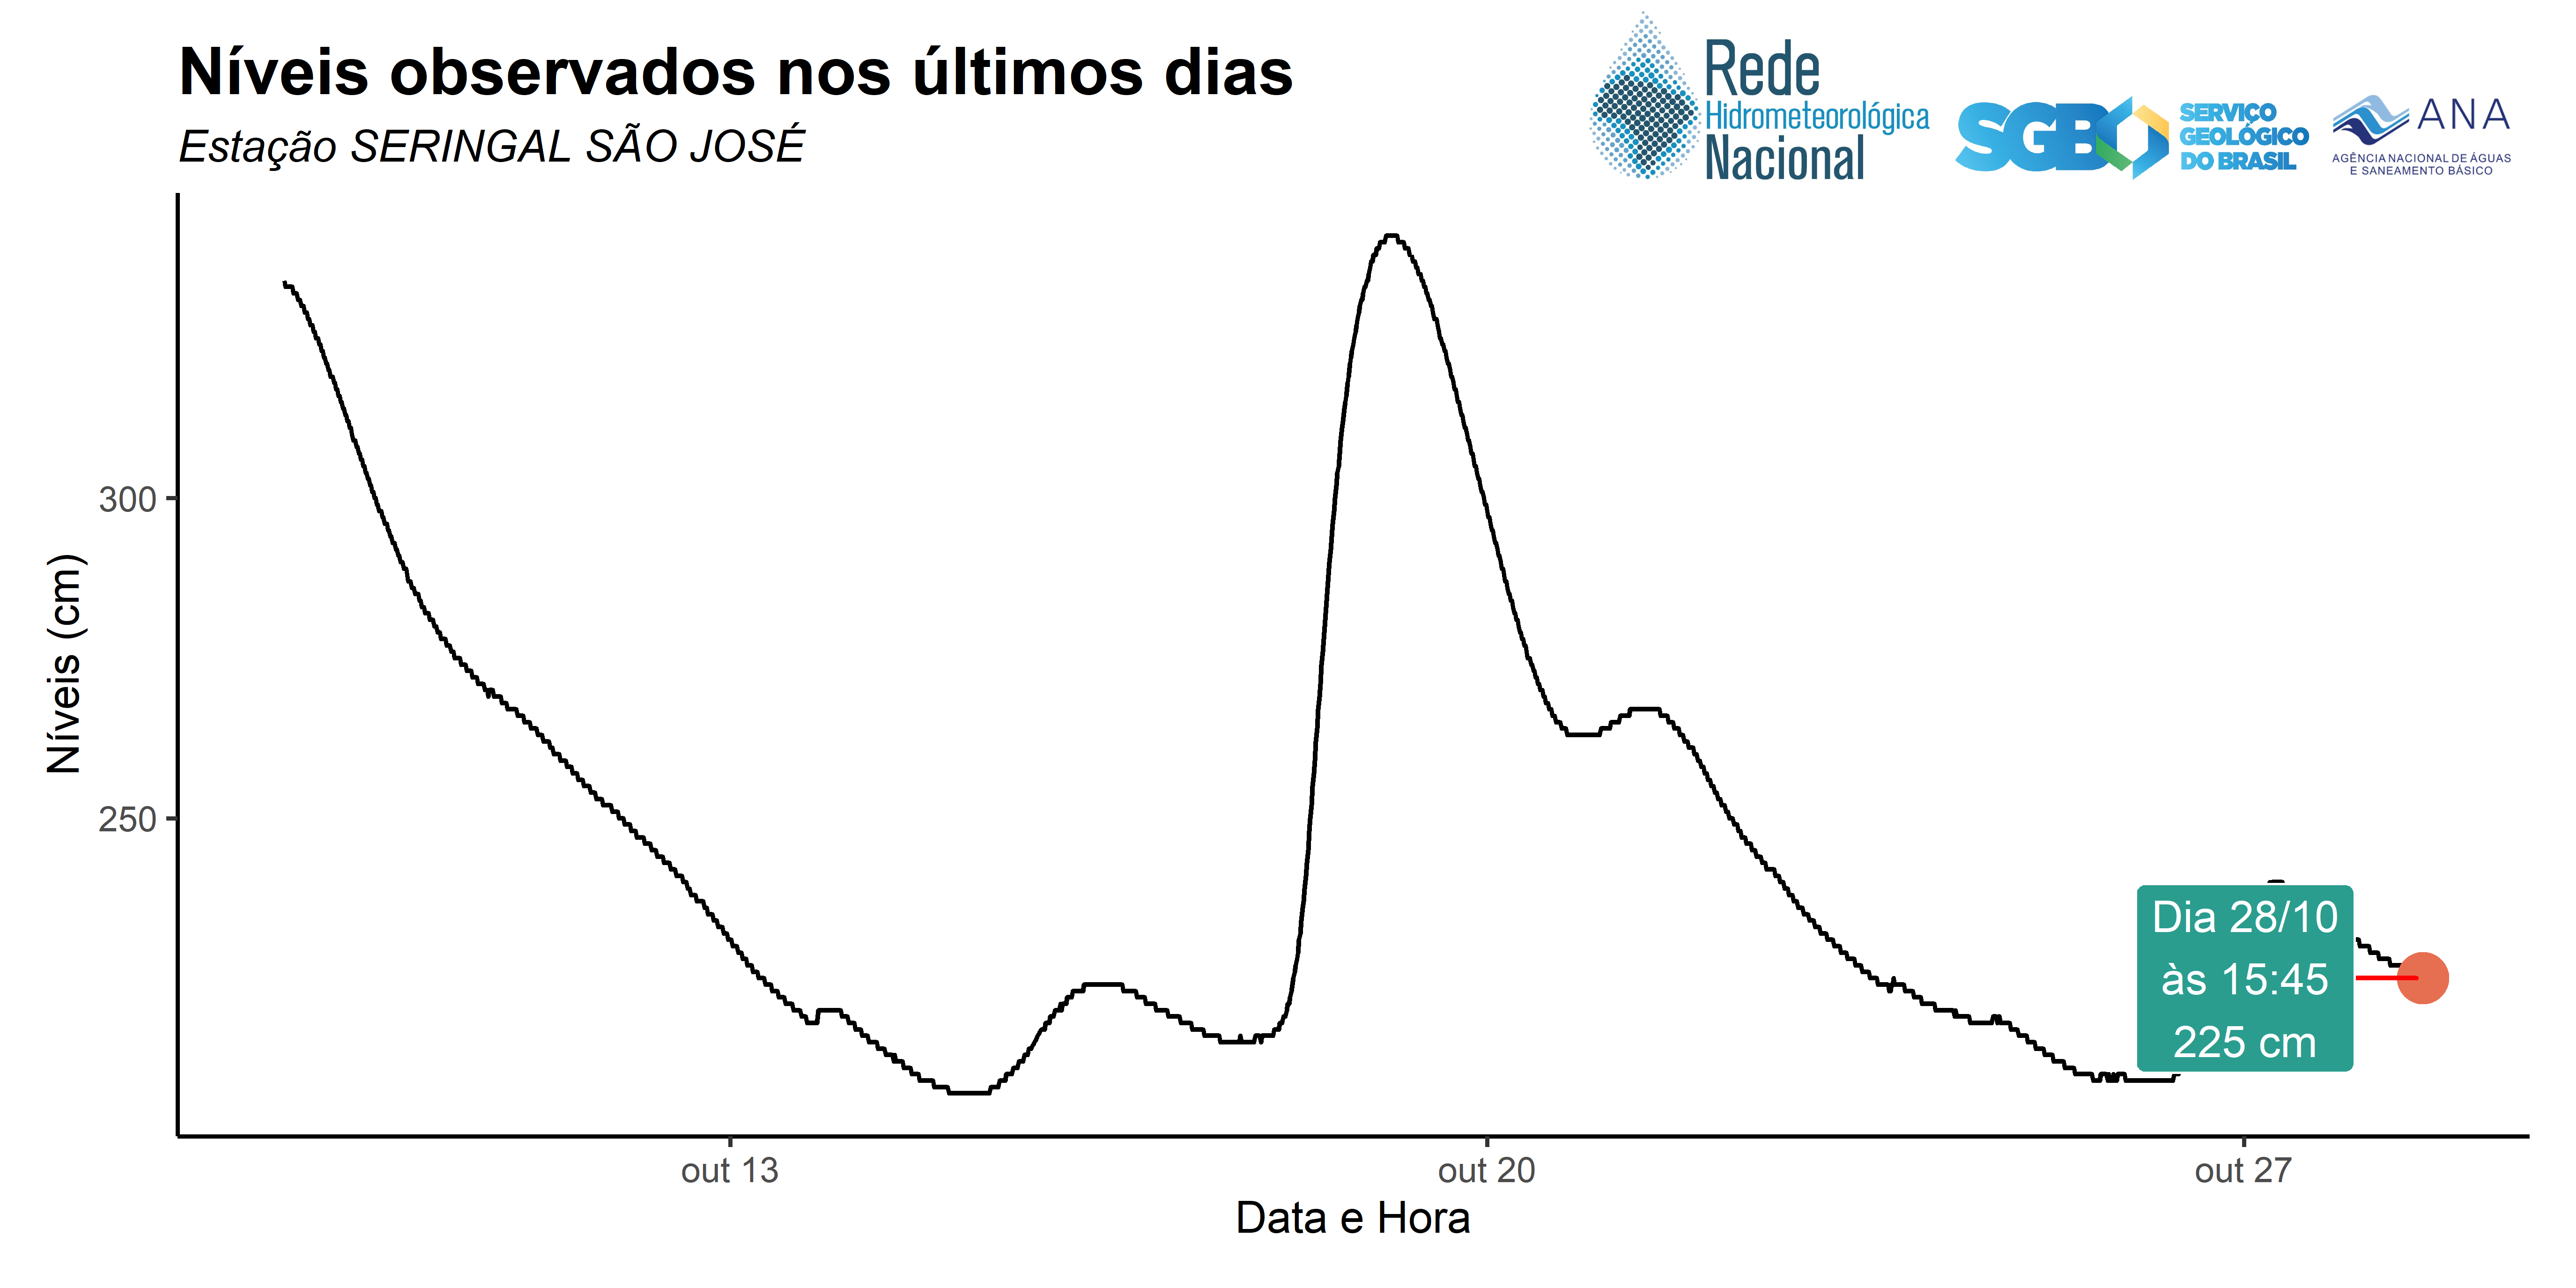 Níveis observados nos últimos dias
Estação SERINGAL SÃO JOSÉ
Rede
Hidrometeorológica
Nacional
SGB
SERVIÇO
GEOLÓGICO
DO BRASIL
ANA
AGÊNCIA NACIONAL DE ÁGUAS
E SANEAMENTO BÁSICO
Níveis (cm)
300
250
Dia 28/10
às 15:45
225 cm
out 13
out 20
out 27
Data e Hora